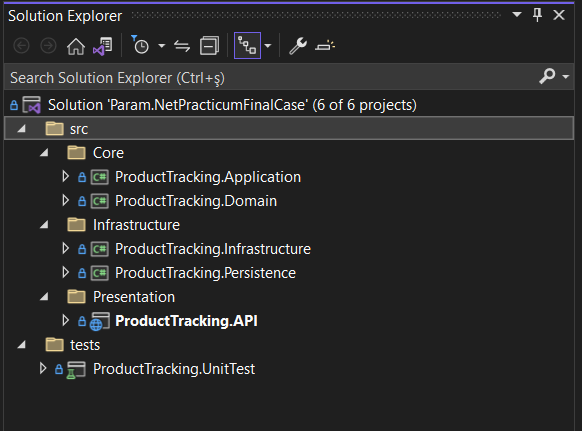 Solution Explorer
Search Solution Explorer (Ctrl+ş)
Solution 'Param.NetPracticumFinalCase' (6 of 6 projects)
src
Core
C# ProductTracking.Application
C# ProductTracking.Domain
Infrastructure
C# ProductTracking.Infrastructure
C# ProductTracking.Persistence
Presentation
ProductTracking.API
tests
ProductTracking.UnitTest